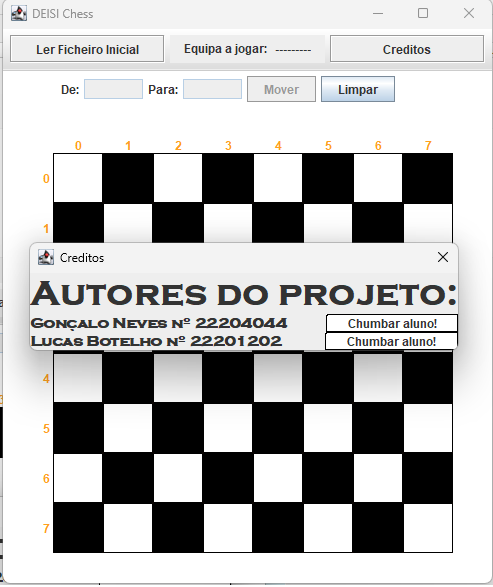 DEISI Chess
Ler Ficheiro Inicial Equipa a jogar: --------- Creditos
De: Para: Mover Limpar
0 1 2 3 4 5 6 7
0
1
Creditos
Autores do projeto:
Gonçalo Neves nº 22204044 Chumbar aluno!
Lucas Botelho nº 22201202 Chumbar aluno!
4
5
6
7